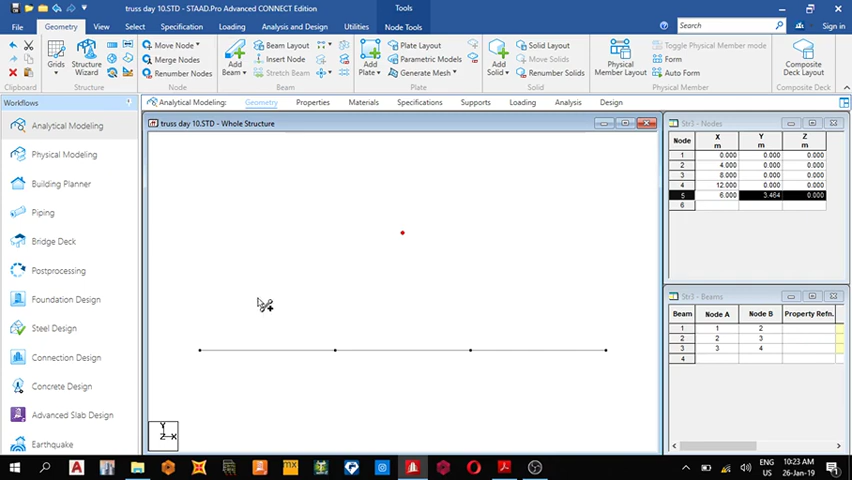 truss day 10.STD - STAAD.Pro Advanced CONNECT Edition
Tools
File Geometry View Select Specification Loading Analysis and Design Utilities Node Tools
Search
Sign in
Grids
Structure Wizard
Structure
Move Node
Merge Nodes
Renumber Nodes
Node
Add Beam
Beam Layout
Insert Node
Stretch Beam
Beam
Add Plate
Plate Layout
Parametric Models
Generate Mesh
Plate
Add Solid
Solid Layout
Move Nodes
Renumber Solids
Solid
Physical Member Layout
Toggle Physical Member mode
Form
Auto Form
Physical Member
Composite Deck Layout
Composite Deck
Workflows
Analytical Modeling: Geometry Properties Materials Specifications Supports Loading Analysis Design
Analytical Modeling
Physical Modeling
Building Planner
Piping
Bridge Deck
Postprocessing
Foundation Design
Steel Design
Connection Design
Concrete Design
Advanced Slab Design
Earthquake
truss day 10.STD - Whole Structure
Y
Z X
Node X m Y m Z m
1 0.000 0.000 0.000
2 4.000 0.000 0.000
3 8.000 0.000 0.000
4 12.000 0.000 0.000
5 6.000 3.464 0.000
6
Beam Node A Node B Property Refn.
1 1 2
2 2 3
3 3 4
4
ENG
US
10:23 AM
26-Jan-19